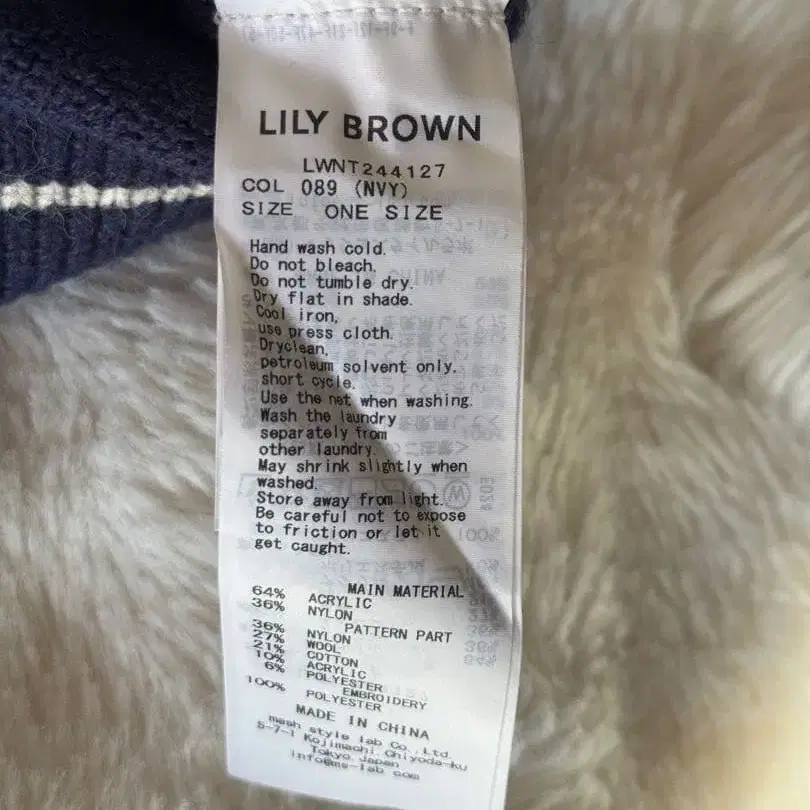 LILY BROWN
LWNT244127
COL 089 (NVY)
SIZE ONE SIZE
Hand wash cold.
Do not bleach.
Do not tumble dry.
Dry flat in shade.
Cool iron,
use press cloth.
Dryclean,
petroleum solvent only.
short cycle.
Use the net when washing.
Wash the laundry
separately from
other laundry.
May shrink slightly when
washed.
Store away from light.
Be careful not to expose
to friction or let it
get caught.
MAIN MATERIAL
64% ACRYLIC
36% NYLON
PATTERN PART
36% NYLON
27% WOOL
21% COTTON
10% ACRYLIC
6% POLYESTER
EMBROIDERY
100% POLYESTER
MADE IN CHINA
mash style lab Co., Ltd.
5-7-1 Kojimachi, Chiyoda-ku
Tokyo Japan
info@ms-lab.com